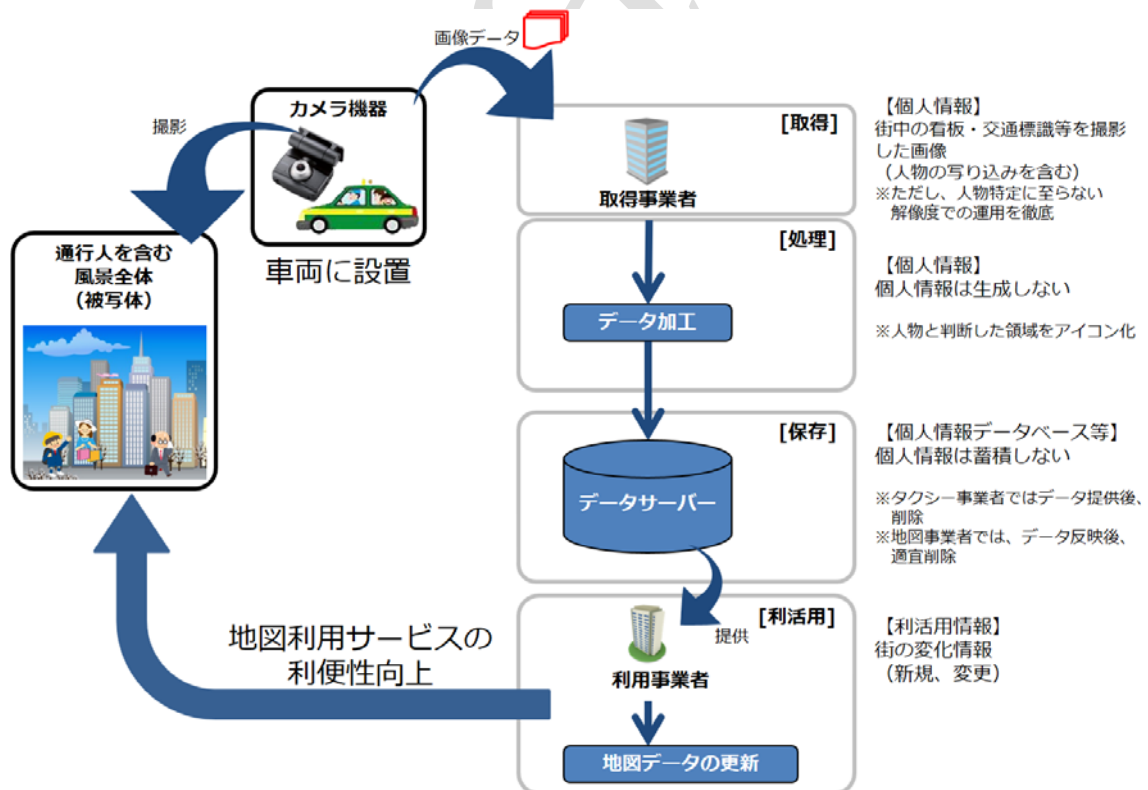 画像データ
カメラ機器
撮影
車両に設置
通行人を含む
風景全体
(被写体)
[取得]
取得事業者
【個人情報】
街中の看板・交通標識等を撮影
した画像
(人物の写り込みを含む)
※ただし、人物特定に至らない
解像度での運用を徹底
[処理]
データ加工
【個人情報】
個人情報は生成しない
※人物と判断した領域をアイコン化
[保存]
データサーバー
【個人情報データベース等】
個人情報は蓄積しない
※タクシー事業者ではデータ提供後、
削除
※地図事業者では、データ反映後、
適宜削除
[利活用]
提供
利用事業者
地図データの更新
【利活用情報】
街の変化情報
(新規、変更)
地図利用サービスの
利便性向上